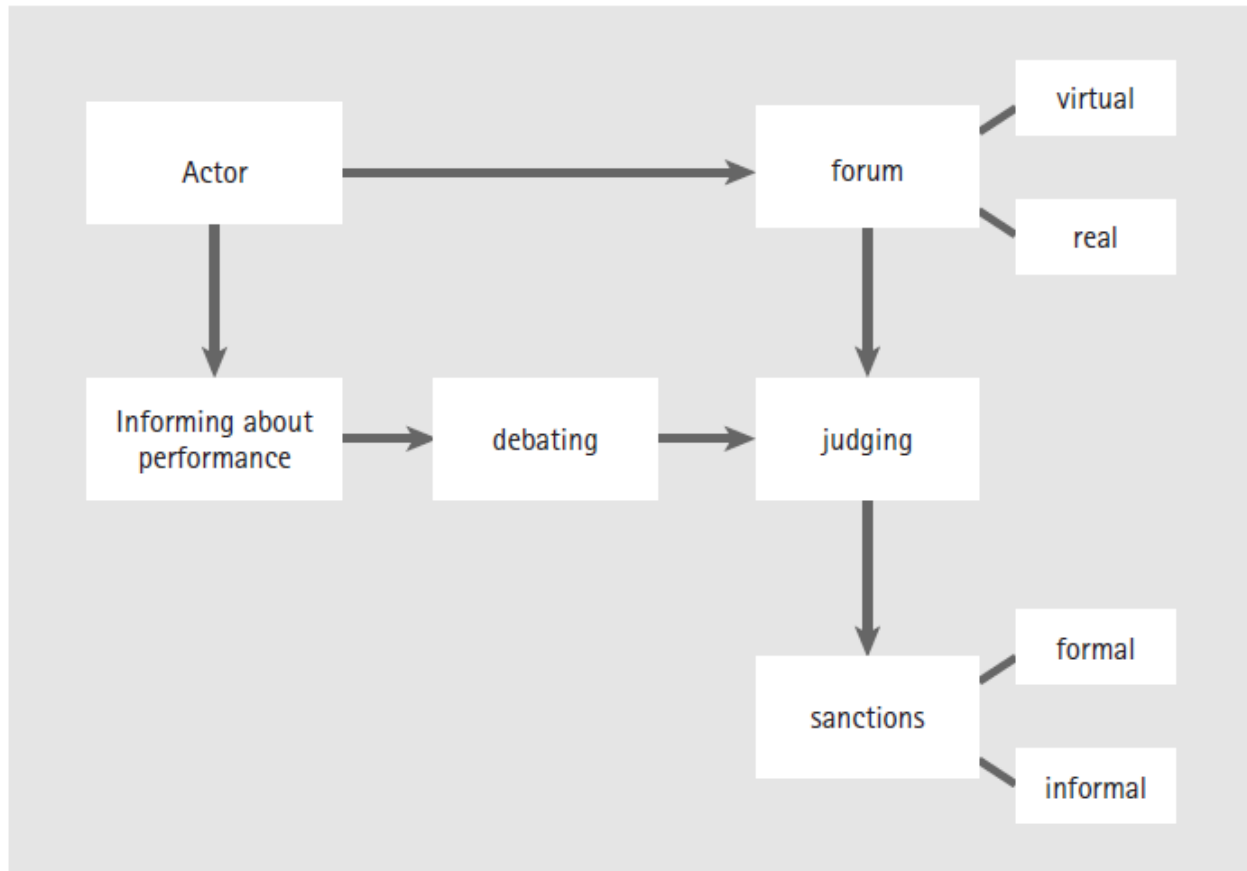 virtual
Actor
forum
real
Informing about
performance
debating
judging
formal
sanctions
informal